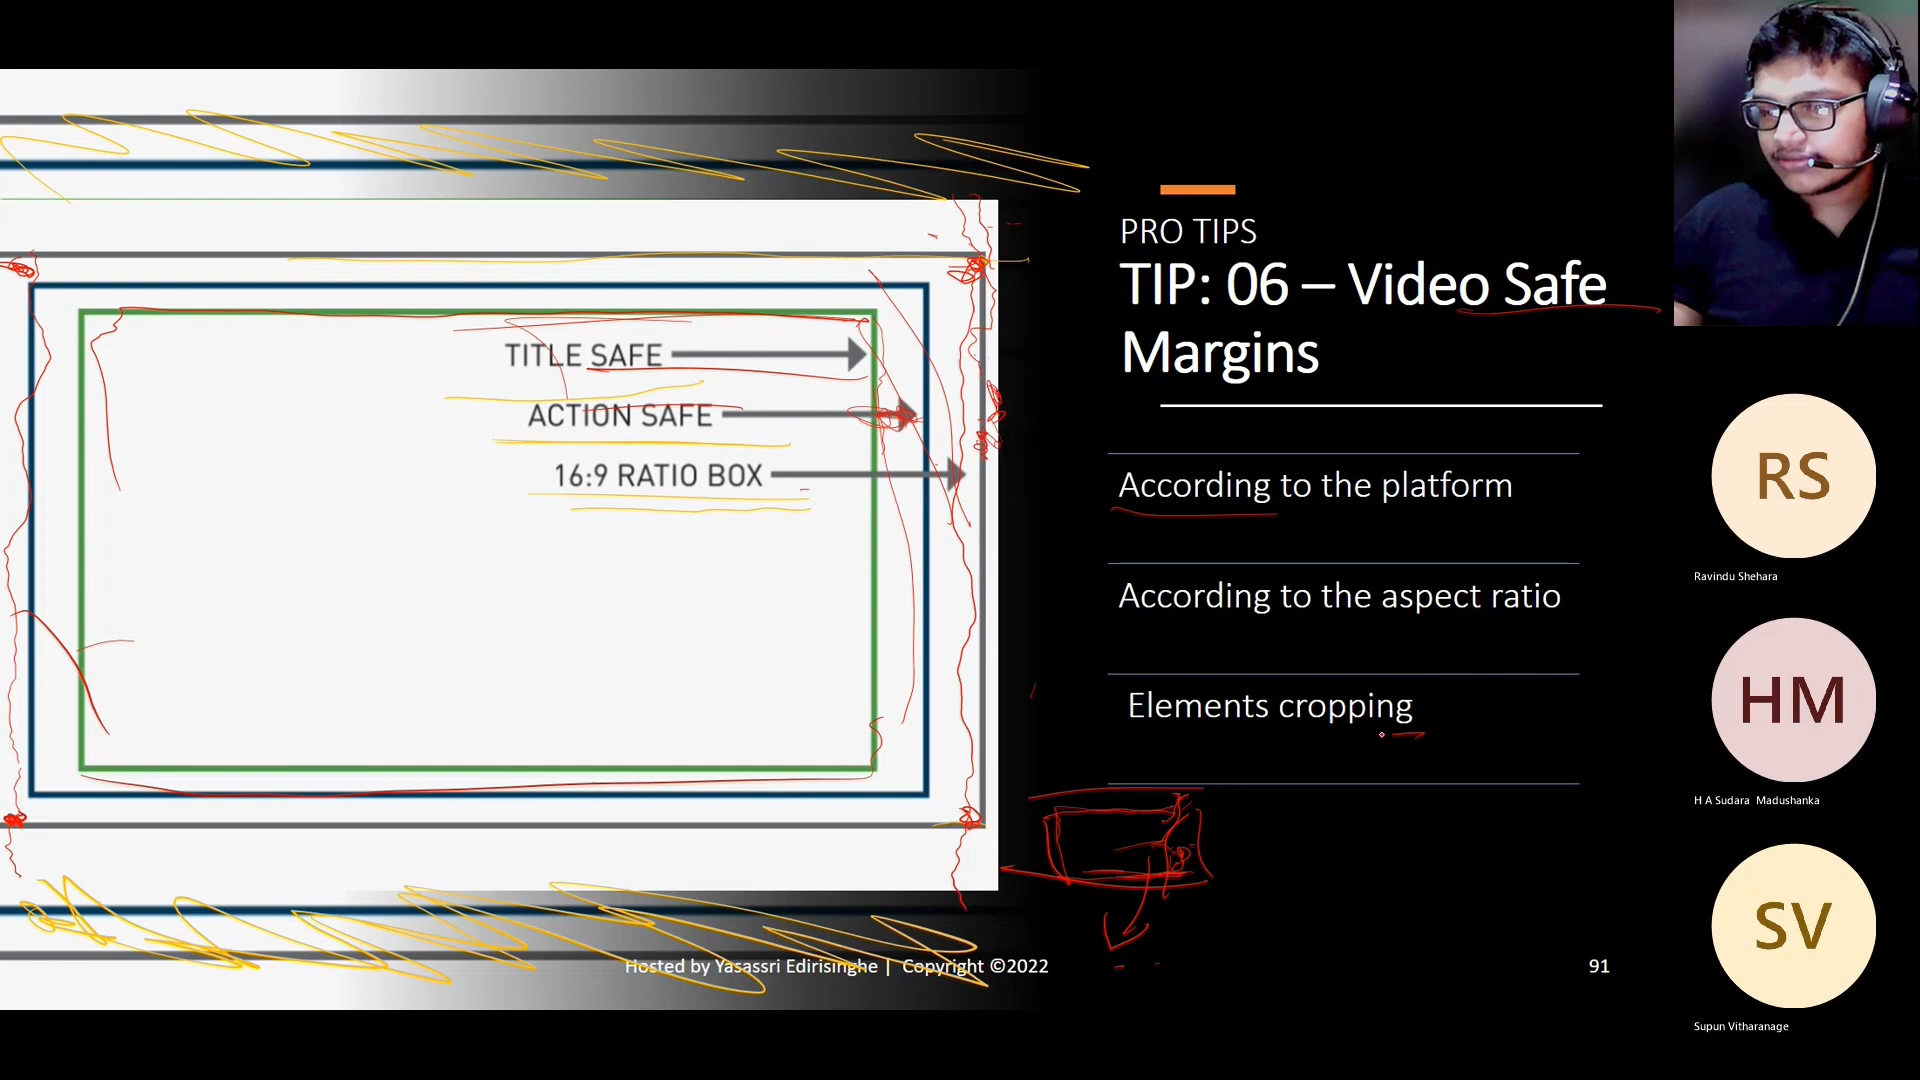 TITLE SAFE
ACTION SAFE
16:9 RATIO BOX
PRO TIPS
TIP: 06 – Video Safe
Margins
According to the platform
According to the aspect ratio
Elements cropping
Hosted by Yasassri Edirisinghe | Copyright ©2022
91
RS
Ravindu Shehara
HM
H A Sudara Madushanka
SV
Supun Vitharanage